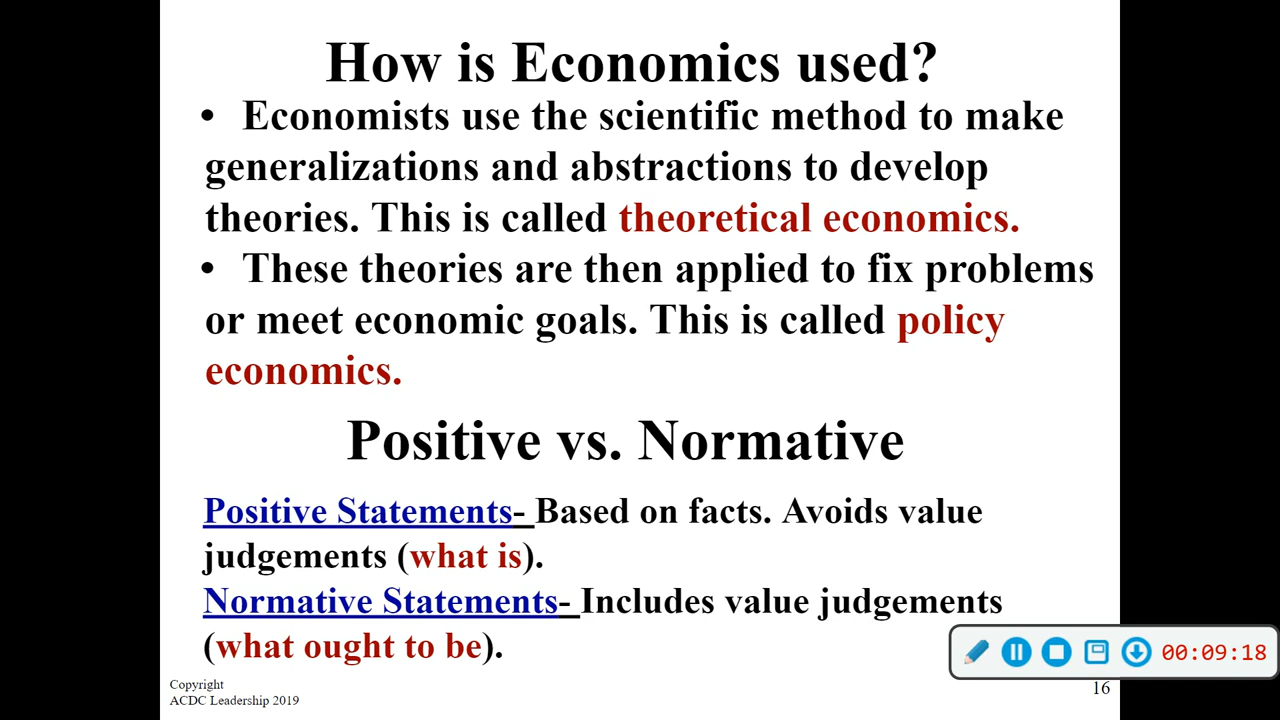 How is Economics used?
• Economists use the scientific method to make
generalizations and abstractions to develop
theories. This is called theoretical economics.
• These theories are then applied to fix problems
or meet economic goals. This is called policy
economics.
Positive vs. Normative
Positive Statements- Based on facts. Avoids value
judgements (what is).
Normative Statements- Includes value judgements
(what ought to be).
00:09:18
Copyright
ACDC Leadership 2019
16